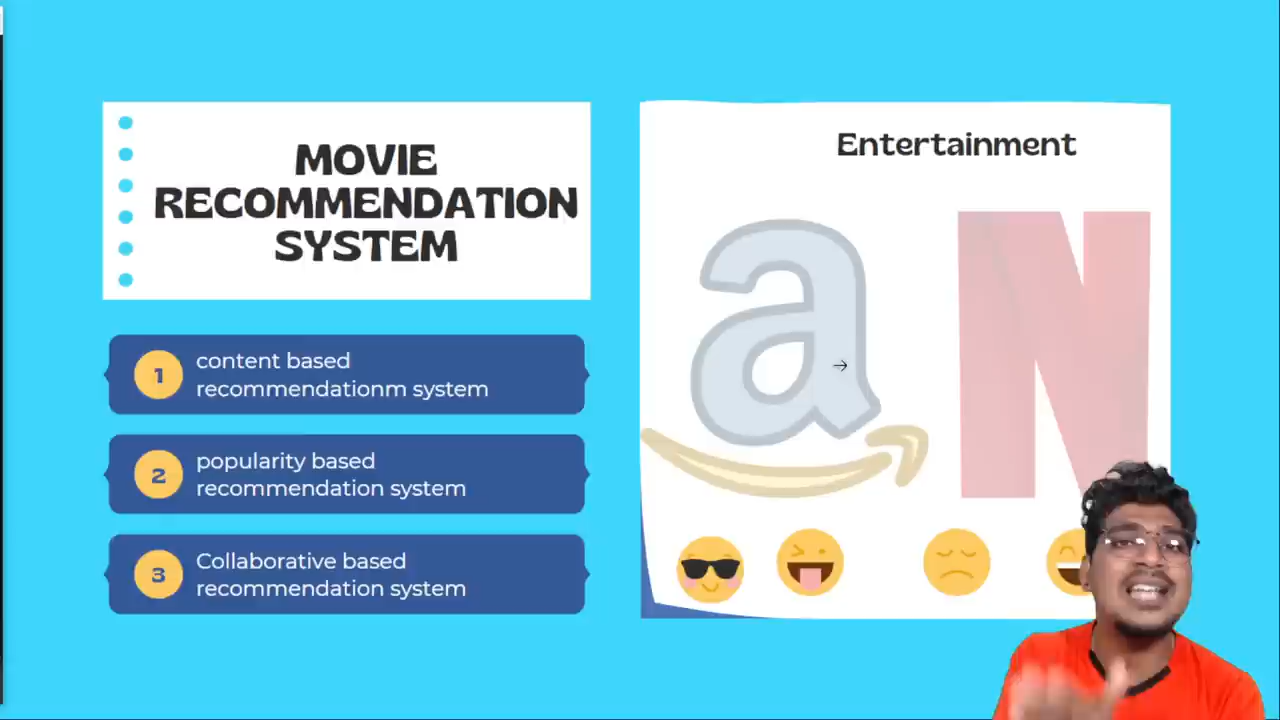 MOVIE
RECOMMENDATION
SYSTEM
1
content based
recommendationm system
2
popularity based
recommendation system
3
Collaborative based
recommendation system
Entertainment
a
N